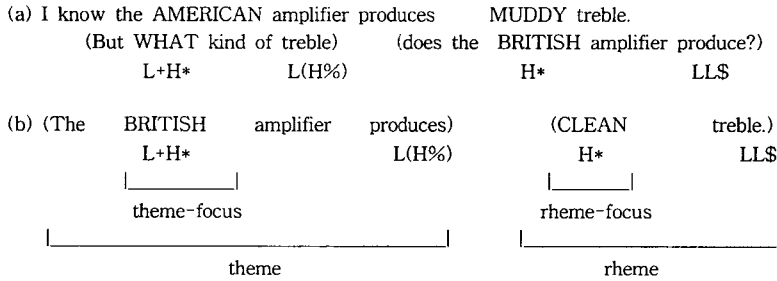 (a) I know the AMERICAN amplifier produces MUDDY treble.
(But WHAT kind of treble) (does the BRITISH amplifier produce?)
L+H* L(H%) H* LL$
(b) (The BRITISH amplifier produces) (CLEAN treble.)
L+H* L(H%) H* LL$
theme-focus rheme-focus
theme rheme